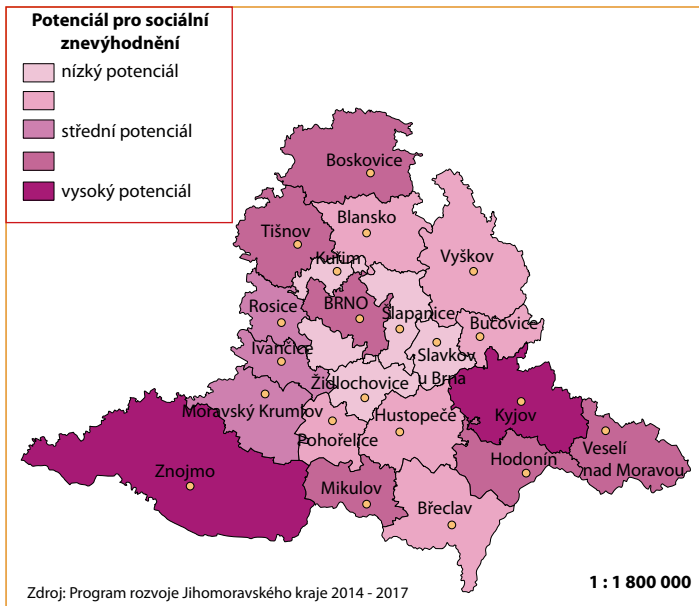 Potenciál pro sociální
znevýhodnění
nízký potenciál
střední potenciál
vysoký potenciál
Boskovice
Blansko
Tišnov
Vyškov
Kuřim
Rosice
BRNO
Šlapanice
Bučovice
Ivančice
Slavkov
u Brna
Židlochovice
Moravský Krumlov
Hustopeče
Kyjov
Pohořelice
Veselí
nad Moravou
Hodonín
Znojmo
Mikulov
Břeclav
1 : 1 800 000
Zdroj: Program rozvoje Jihomoravského kraje 2014 - 2017